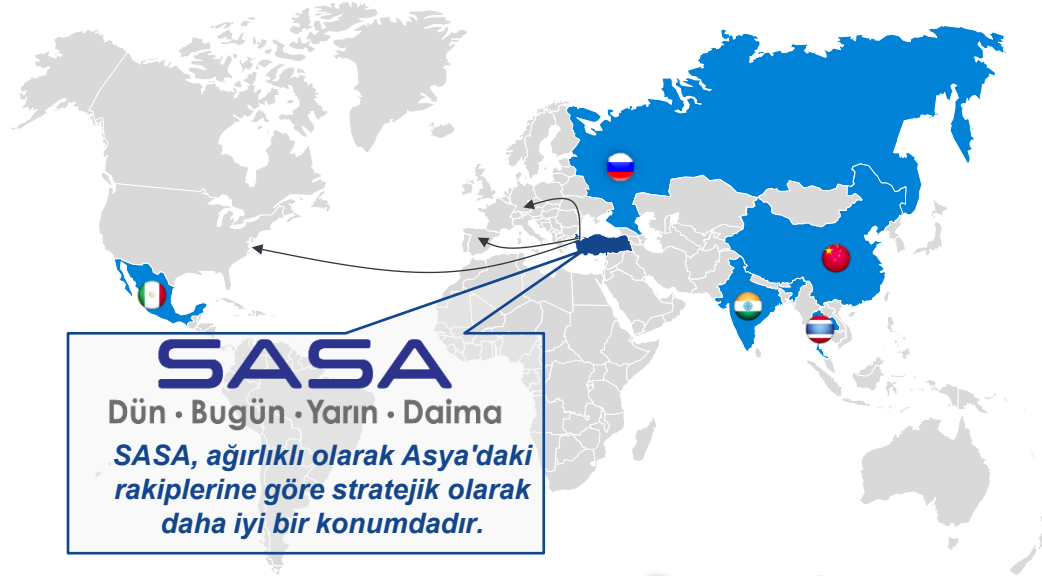 SASA
Dün · Bugün · Yarın · Daima
SASA, ağırlıklı olarak Asya'daki
rakiplerine göre stratejik olarak
daha iyi bir konumdadır.